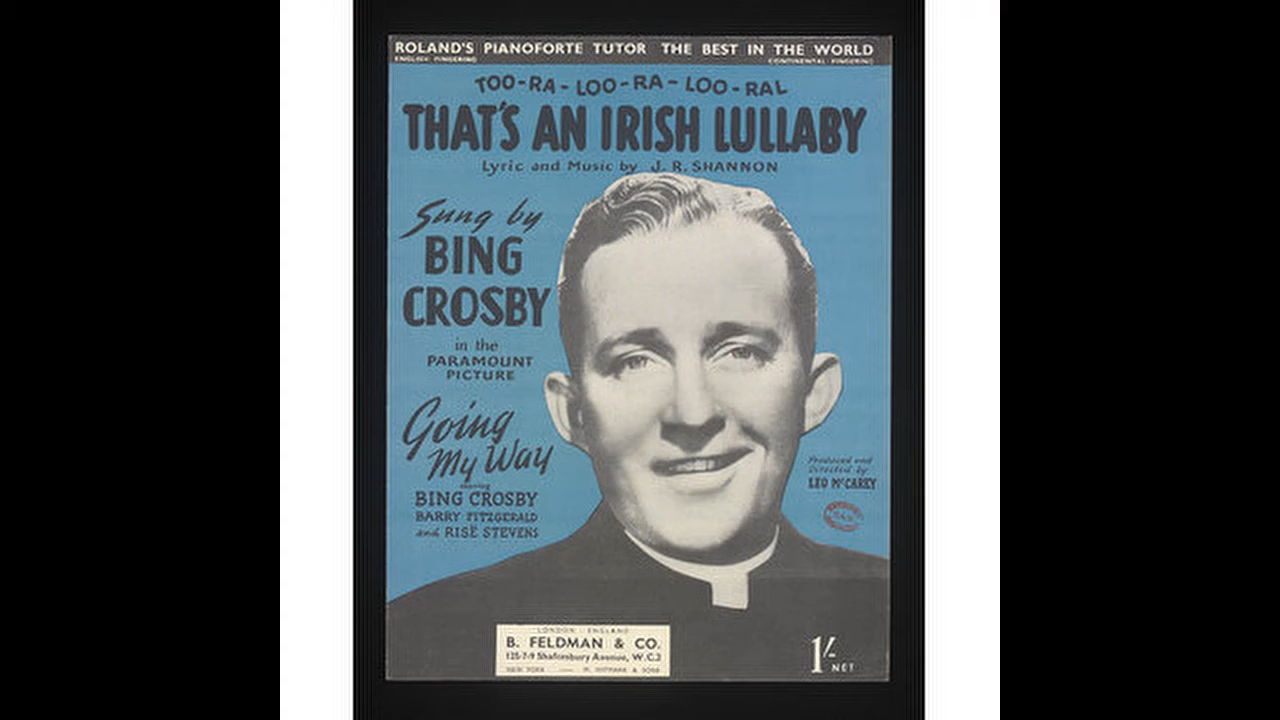 ROLAND'S PIANOFORTE TUTOR THE BEST IN THE WORLD
ENGLISH FINGERING CONTINENTAL FINGERING
TOO-RA-LOO-RA-LOO-RAL
THAT'S AN IRISH LULLABY
Lyric and Music by J. R. SHANNON
Sung by
BING
CROSBY
in the
PARAMOUNT
PICTURE
Going
My Way
starring
BING CROSBY
BARRY FITZGERALD
and RISË STEVENS
Produced and
Directed by
LEO McCAREY
LONDON ENGLAND
B. FELDMAN & CO.
125-7-9 Shaftesbury Avenue, W.C.2
NEW YORK — M. WITMARK & SONS
1/-
NET